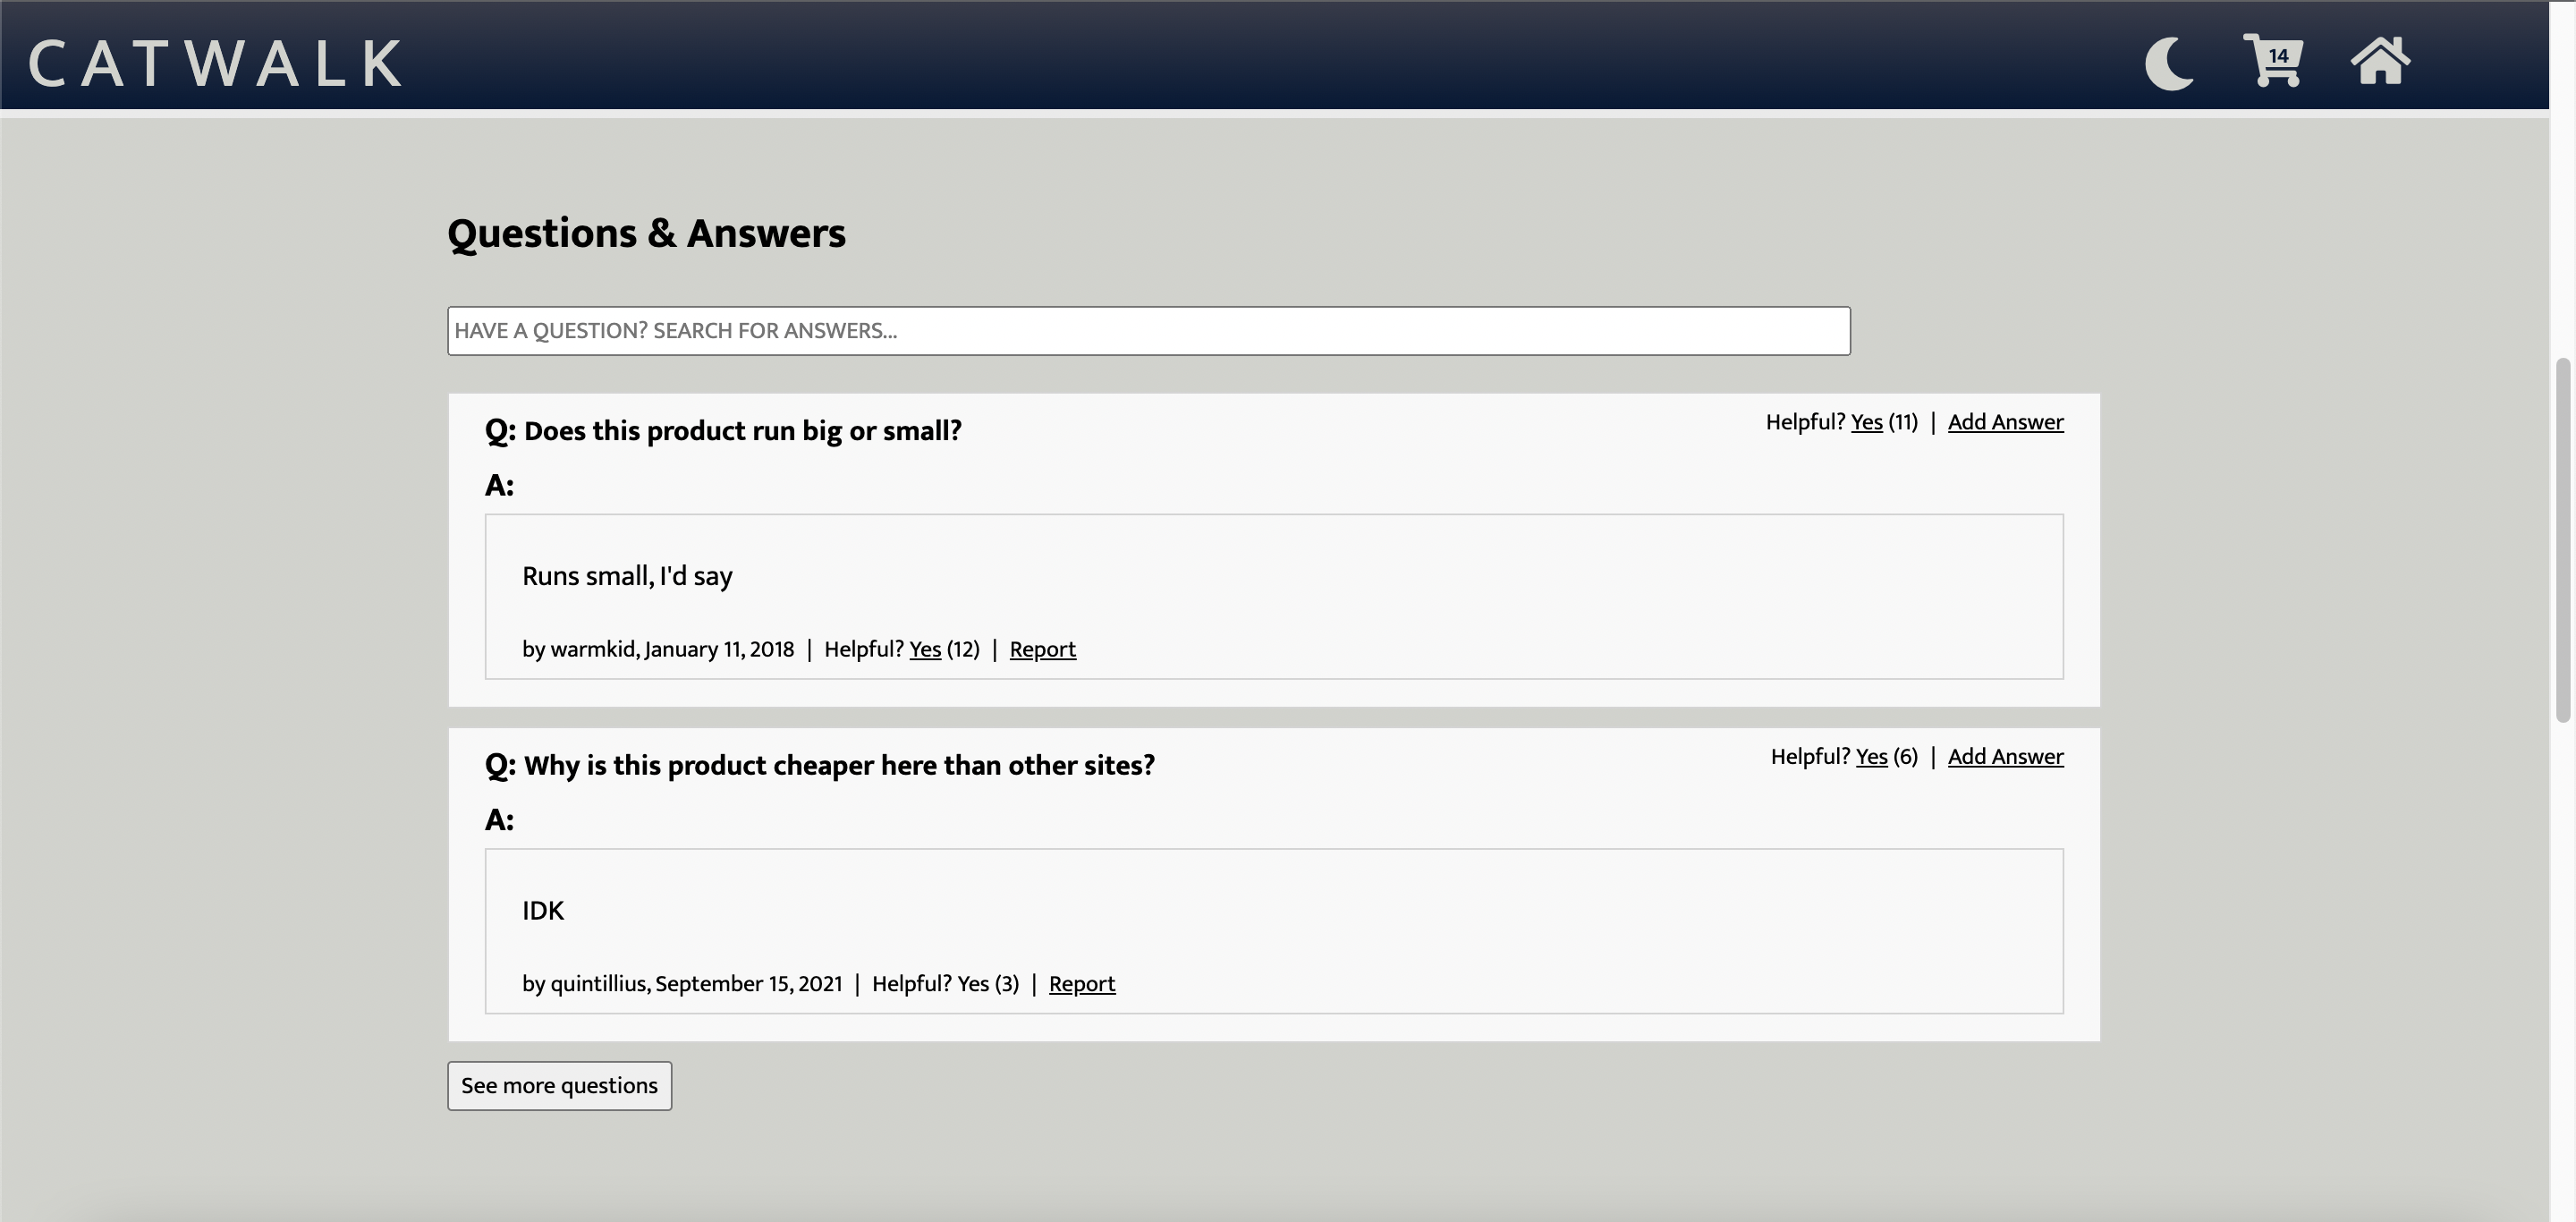 CATWALK
14
Questions & Answers
HAVE A QUESTION? SEARCH FOR ANSWERS...
Q: Does this product run big or small?
Helpful? Yes (11) | Add Answer
A:
Runs small, I'd say
by warmkid, January 11, 2018 | Helpful? Yes (12) | Report
Q: Why is this product cheaper here than other sites?
Helpful? Yes (6) | Add Answer
A:
IDK
by quintillius, September 15, 2021 | Helpful? Yes (3) | Report
See more questions